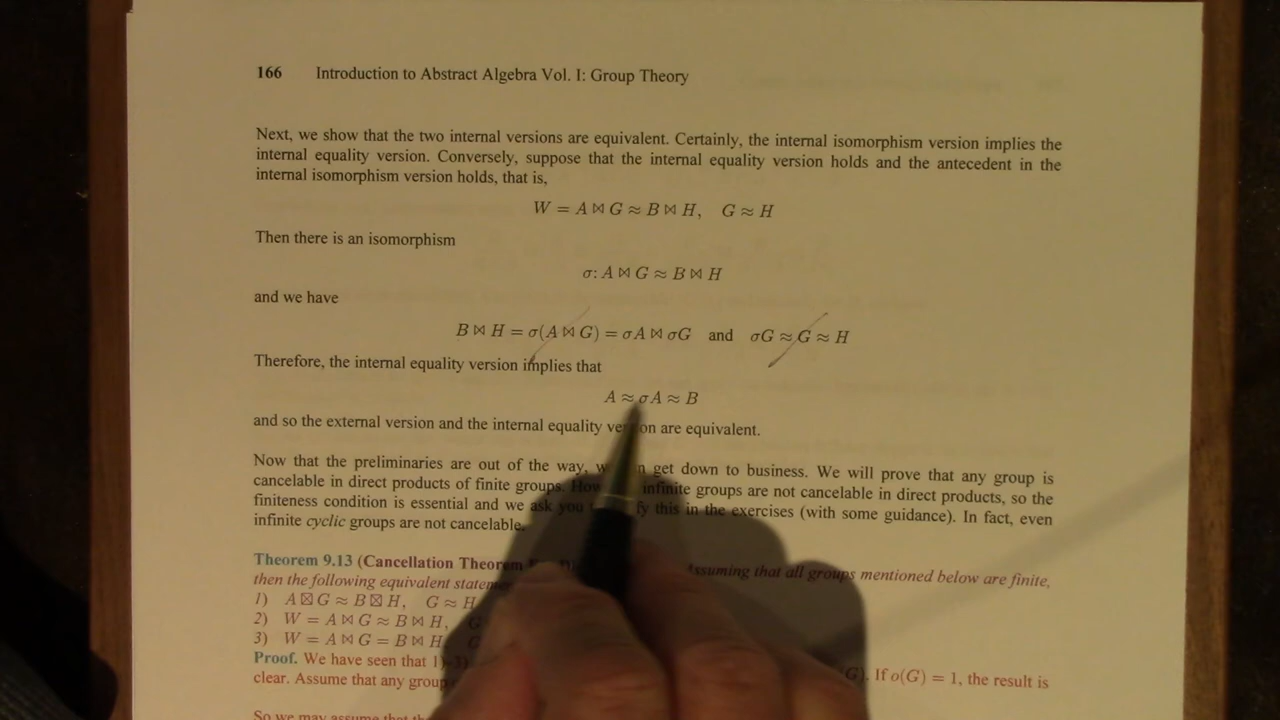 166 Introduction to Abstract Algebra Vol. I: Group Theory
Next, we show that the two internal versions are equivalent. Certainly, the internal isomorphism version implies the
internal equality version. Conversely, suppose that the internal equality version holds and the antecedent in the
internal isomorphism version holds, that is,
W = A ⋈ G ≈ B ⋈ H, G ≈ H
Then there is an isomorphism
σ: A ⋈ G ≈ B ⋈ H
and we have
B ⋈ H = σ(A ⋈ G) = σA ⋈ σG and σG ≈ G ≈ H
Therefore, the internal equality version implies that
A ≈ σA ≈ B
and so the external version and the internal equality version are equivalent.
Now that the preliminaries are out of the way, get down to business. We will prove that any group is
cancelable in direct products of finite groups. infinite groups are not cancelable in direct products, so the
finiteness condition is essential and we ask you this in the exercises (with some guidance). In fact, even
infinite cyclic groups are not cancelable.
Theorem 9.13 (Cancellation Theorem Assuming that all groups mentioned below are finite,
then the following equivalent
1) A ⊠ G ≈ B ⊠ H, G ≈ H
2) W = A ⋈ G ≈ B ⋈ H, G
3) W = A ⋈ G = B ⋈ H G
Proof. We have seen that 1)-3) G). If o(G) = 1, the result is
clear. Assume that any group
So we may assume that